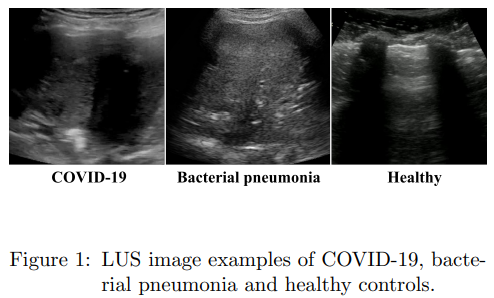 COVID-19
Bacterial pneumonia
Healthy
Figure 1: LUS image examples of COVID-19, bacte-
rial pneumonia and healthy controls.